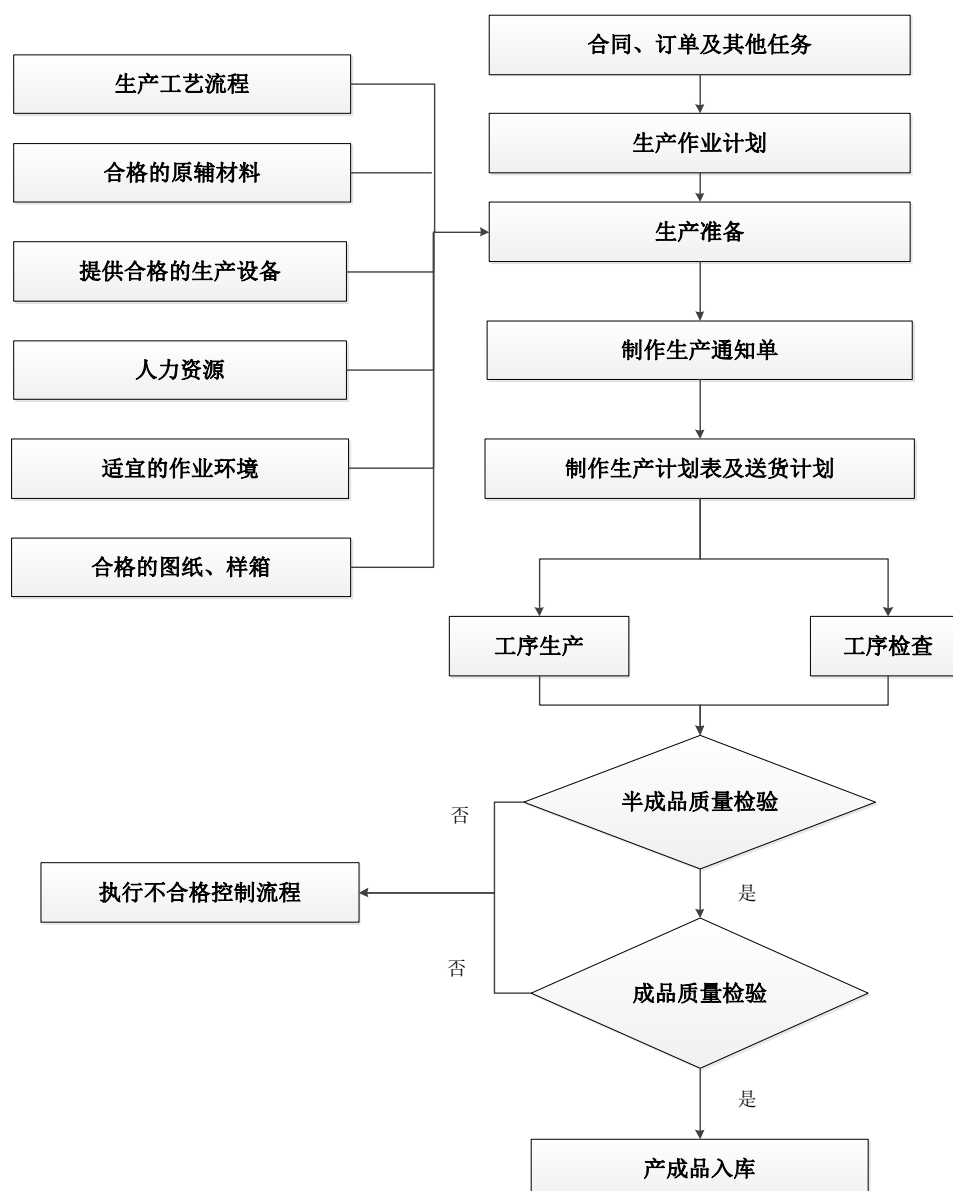 合同、订单及其他任务
生产工艺流程
生产作业计划
合格的原辅材料
生产准备
提供合格的生产设备
制作生产通知单
人力资源
适宜的作业环境
制作生产计划表及送货计划
合格的图纸、样箱
工序生产
工序检查
半成品质量检验
否
执行不合格控制流程
是
否
成品质量检验
是
产成品入库